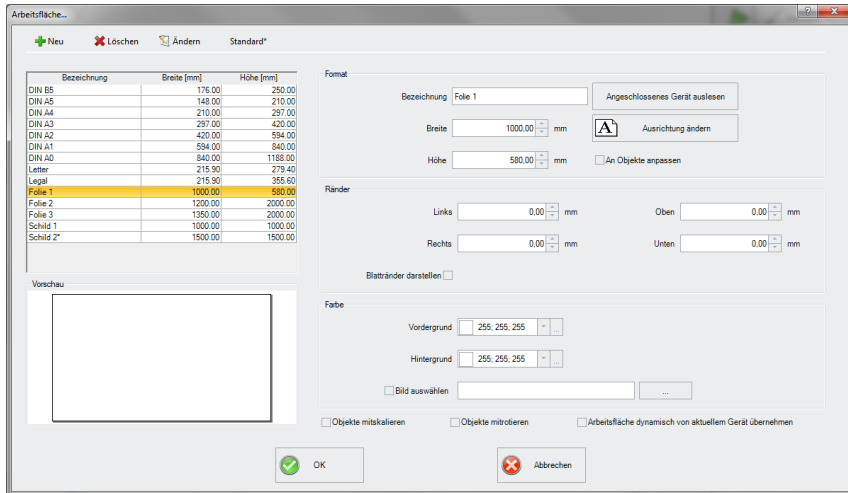 Arbeitsfläche...
Neu Löschen Ändern Standard*
Bezeichnung Breite [mm] Höhe [mm]
DIN B5 176.00 250.00
DIN A5 148.00 210.00
DIN A4 210.00 297.00
DIN A3 297.00 420.00
DIN A2 420.00 594.00
DIN A1 594.00 840.00
DIN A0 840.00 1188.00
Letter 215.90 279.40
Legal 215.90 355.60
Folie 1 1000.00 580.00
Folie 2 1200.00 2000.00
Folie 3 1350.00 2000.00
Schild 1 1000.00 1000.00
Schild 2* 1500.00 1500.00
Vorschau
Format
Bezeichnung Folie 1 Angeschlossenes Gerät auslesen
Breite 1000,00 mm A Ausrichtung ändern
Höhe 580,00 mm An Objekte anpassen
Ränder
Links 0,00 mm Oben 0,00 mm
Rechts 0,00 mm Unten 0,00 mm
Blattränder darstellen
Farbe
Vordergrund 255; 255; 255 ...
Hintergrund 255; 255; 255 ...
Bild auswählen ...
Objekte mitskalieren Objekte mitrotieren Arbeitsfläche dynamisch von aktuellem Gerät übernehmen
OK Abbrechen